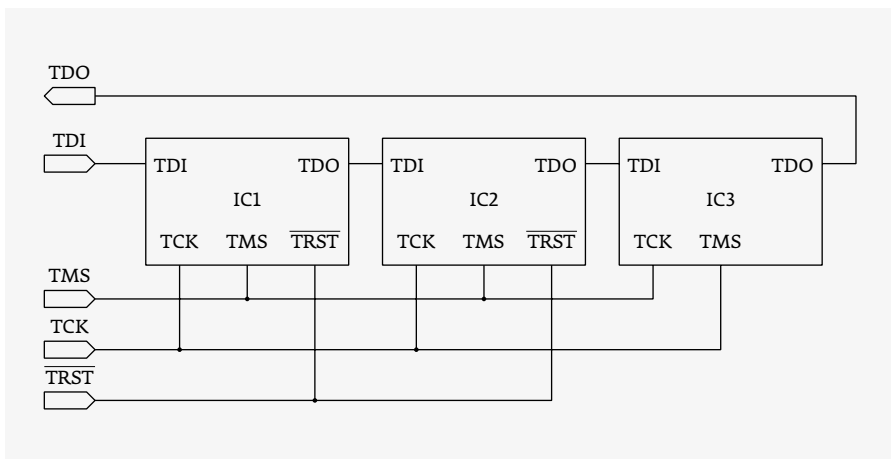 TDO
TDI
TDI TDO TDI TDO TDI TDO
IC1 IC2 IC3
TCK TMS TRST TCK TMS TRST TCK TMS
TMS
TCK
TRST